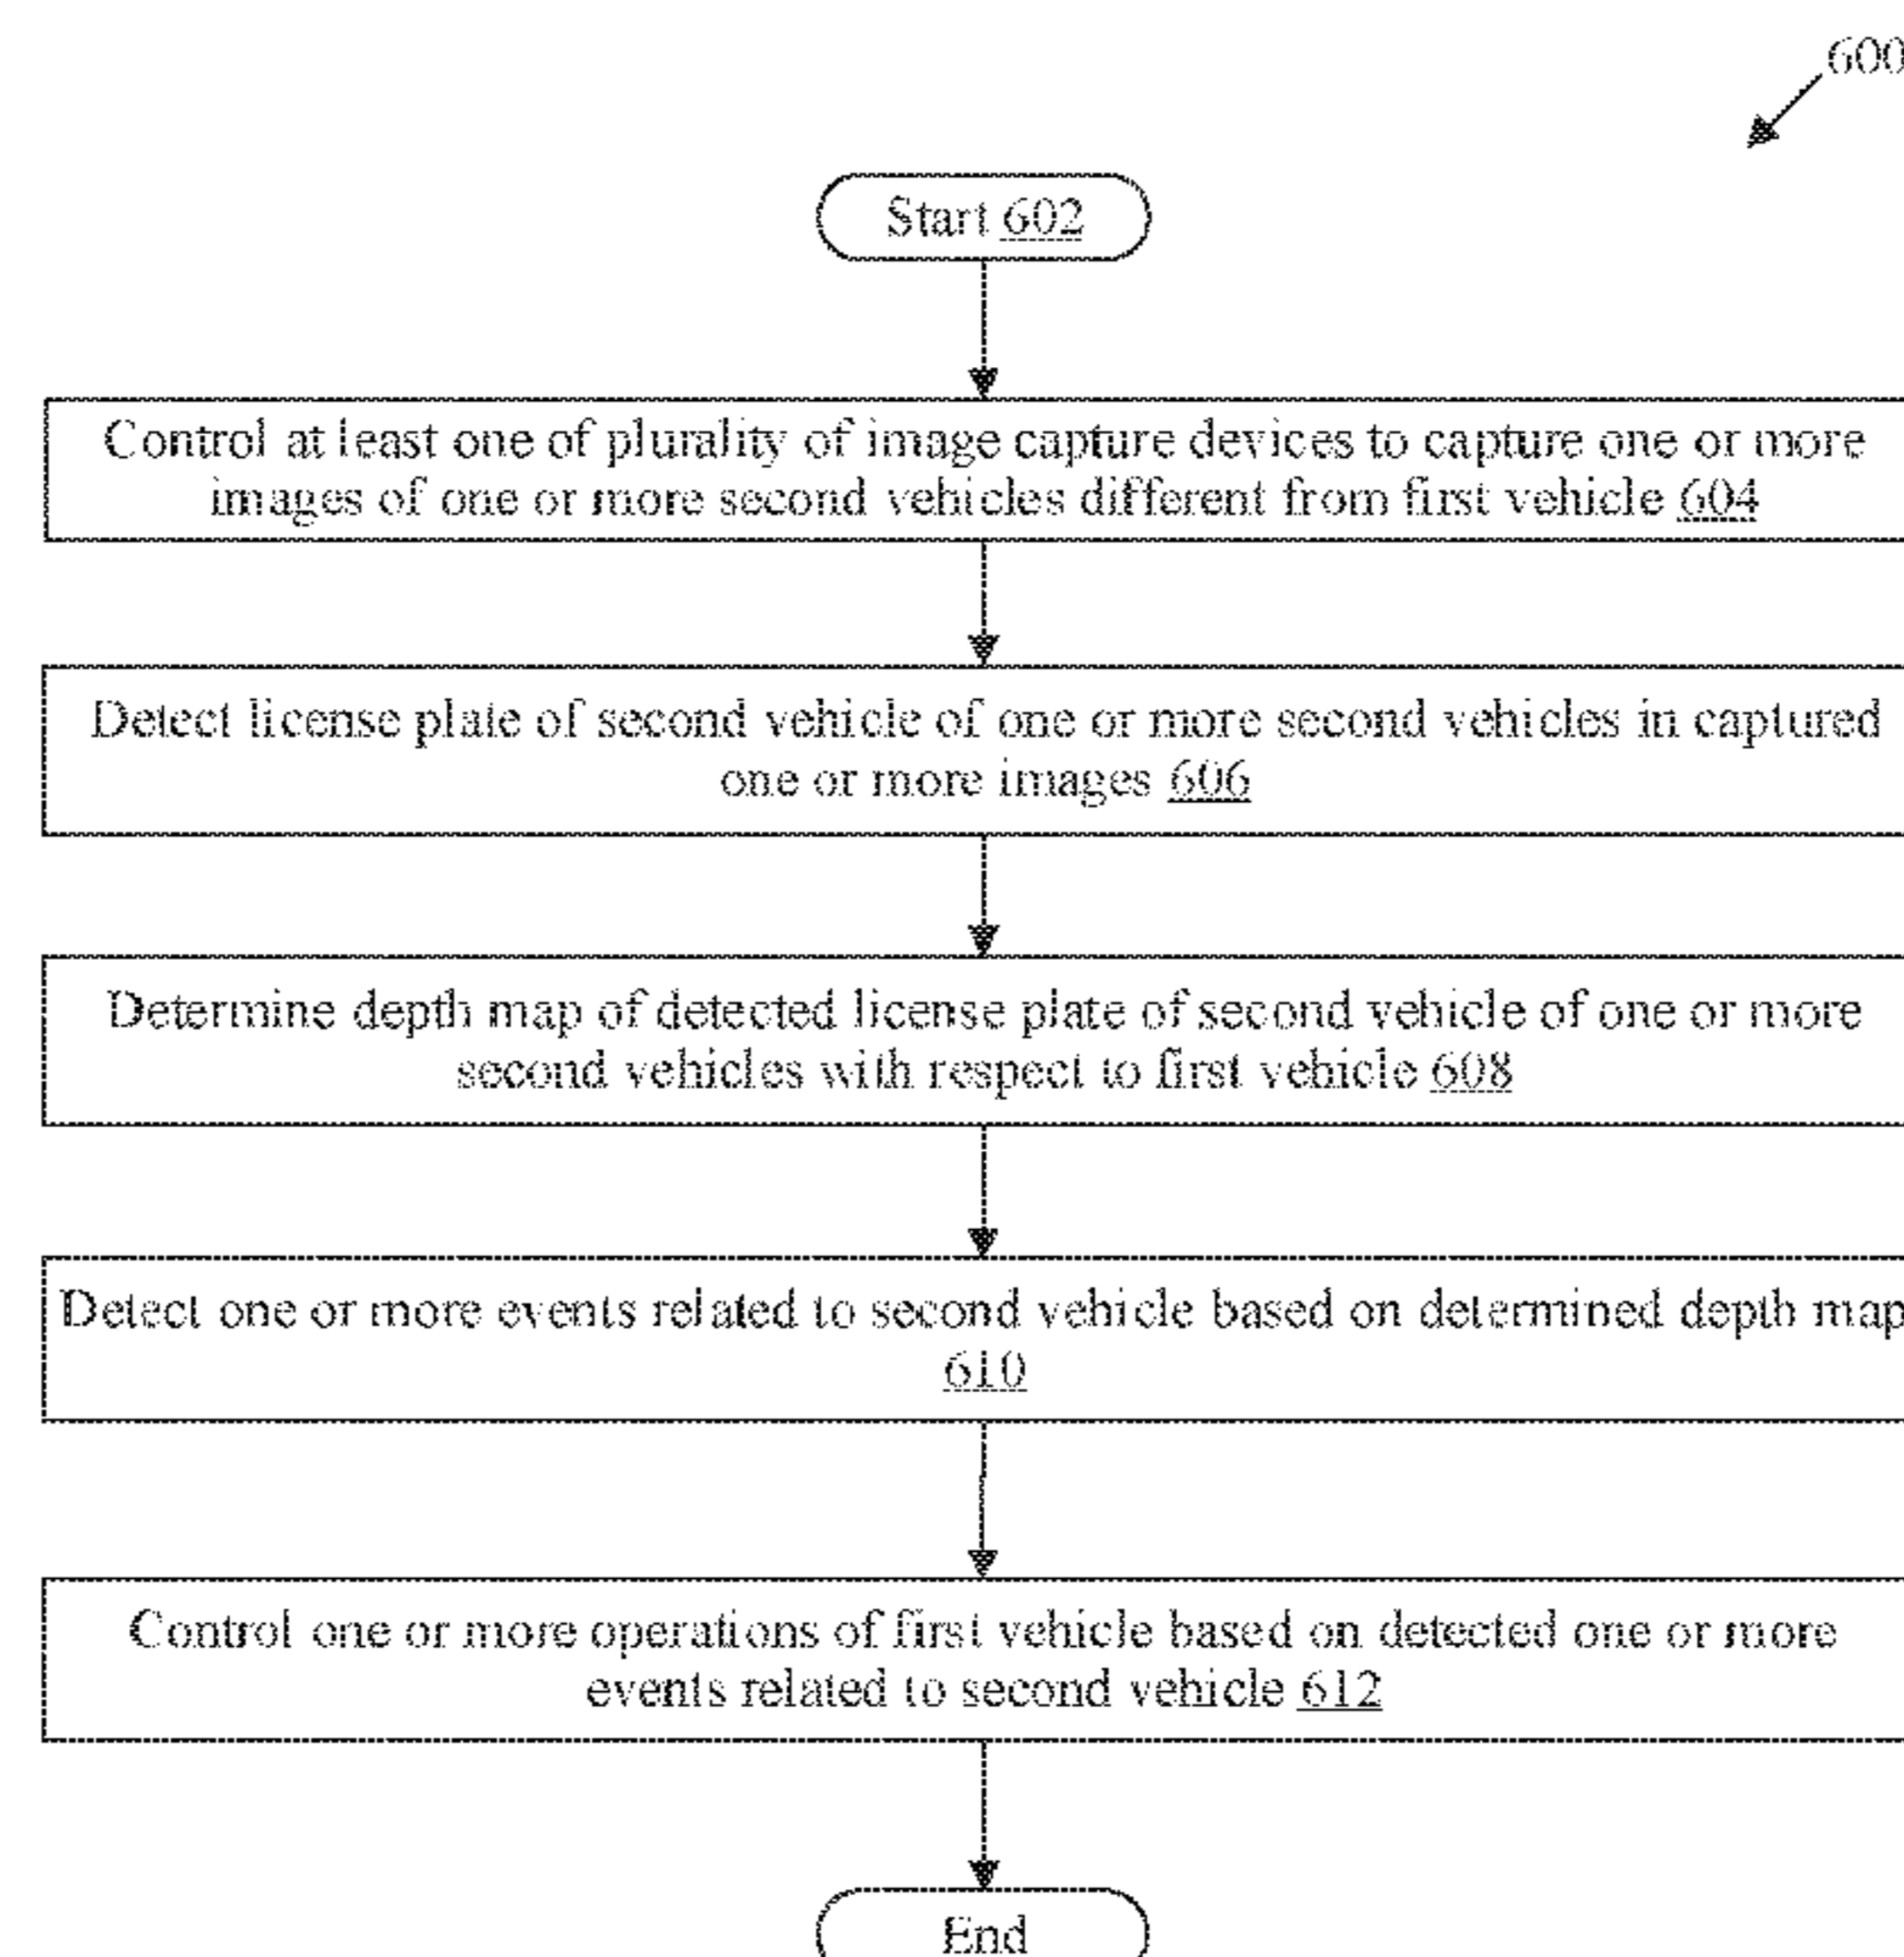 600
Start 602
Control at least one of plurality of image capture devices to capture one or more
images of one or more second vehicles different from first vehicle 604
Detect license plate of second vehicle of one or more second vehicles in captured
one or more images 606
Determine depth map of detected license plate of second vehicle of one or more
second vehicles with respect to first vehicle 608
Detect one or more events related to second vehicle based on determined depth map
610
Control one or more operations of first vehicle based on detected one or more
events related to second vehicle 612
End